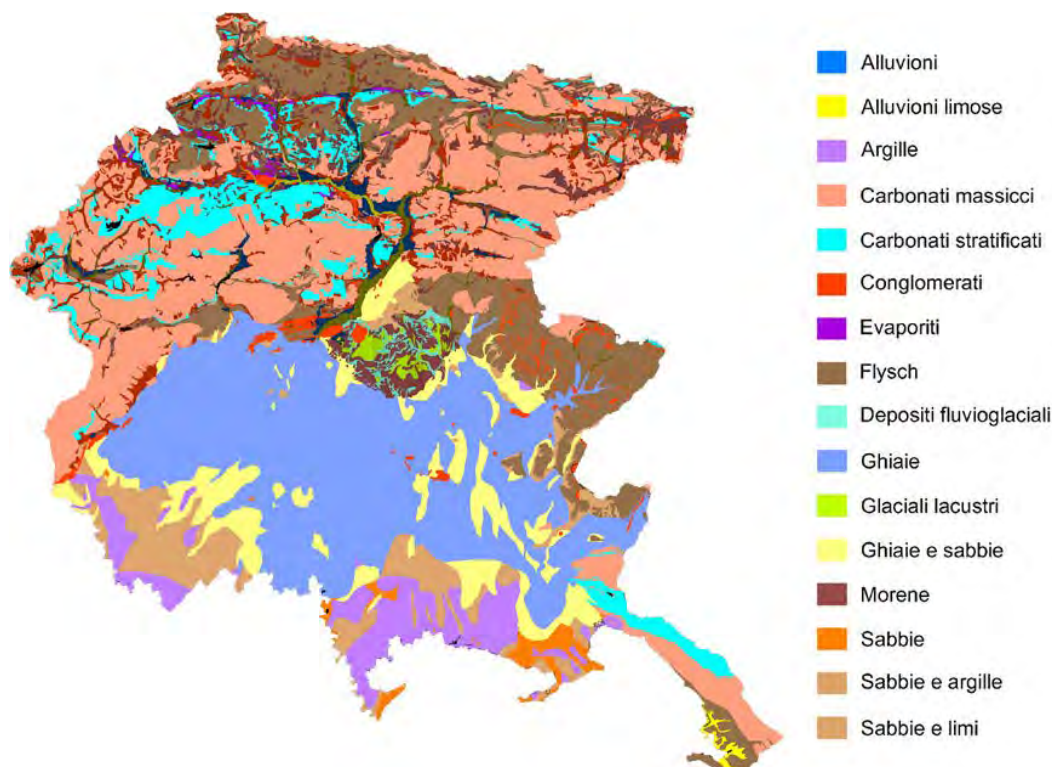 Alluvioni
Alluvioni limose
Argille
Carbonati massicci
Carbonati stratificati
Conglomerati
Evaporiti
Flysch
Depositi fluvioglaciali
Ghiaie
Glaciali lacustri
Ghiaie e sabbie
Morene
Sabbie
Sabbie e argille
Sabbie e limi